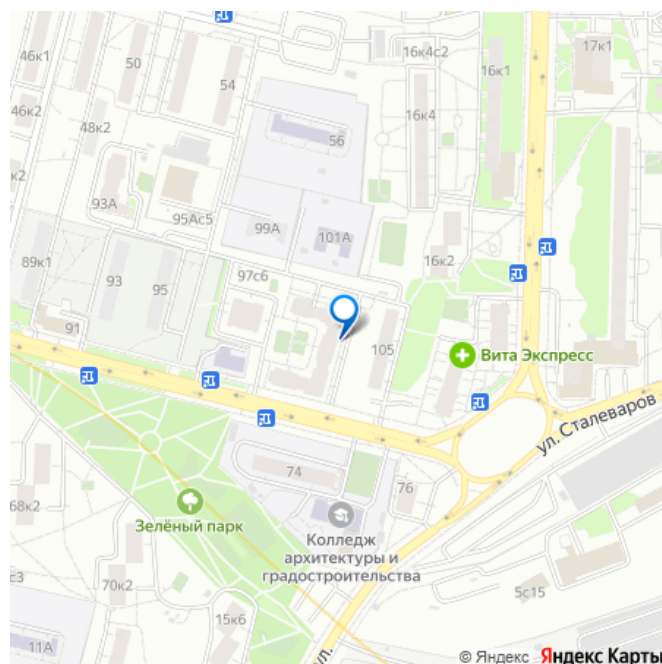 46к1
50
54
16к4с2
16к1
17к1
46к2
48к2
56
16к4
к2
93А
95Ас5
99А
101А
16к2
89к1
93
95
97с6
91
105
Вита Экспресс
ул. Сталеваров
74
76
68к2
Зелёный парк
Колледж
архитектуры и
градостроительства
с3
70к2
5с15
15к6
11А
ул.
© Яндекс Яндекс Карты